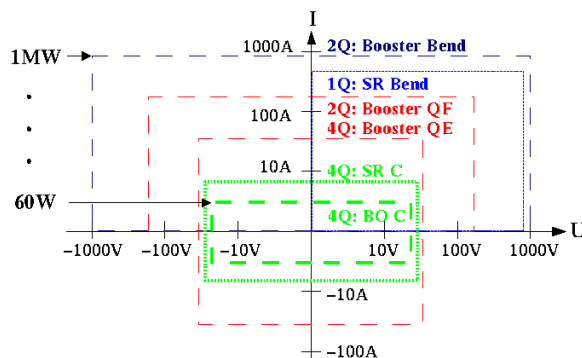 I
1000A
2Q: Booster Bend
1MW
1Q: SR Bend
2Q: Booster QF
100A
4Q: Booster QE
10A
4Q: SR C
60W
4Q: BO C
U
-1000V -100V -10V 10V 100V 1000V
-10A
-100A